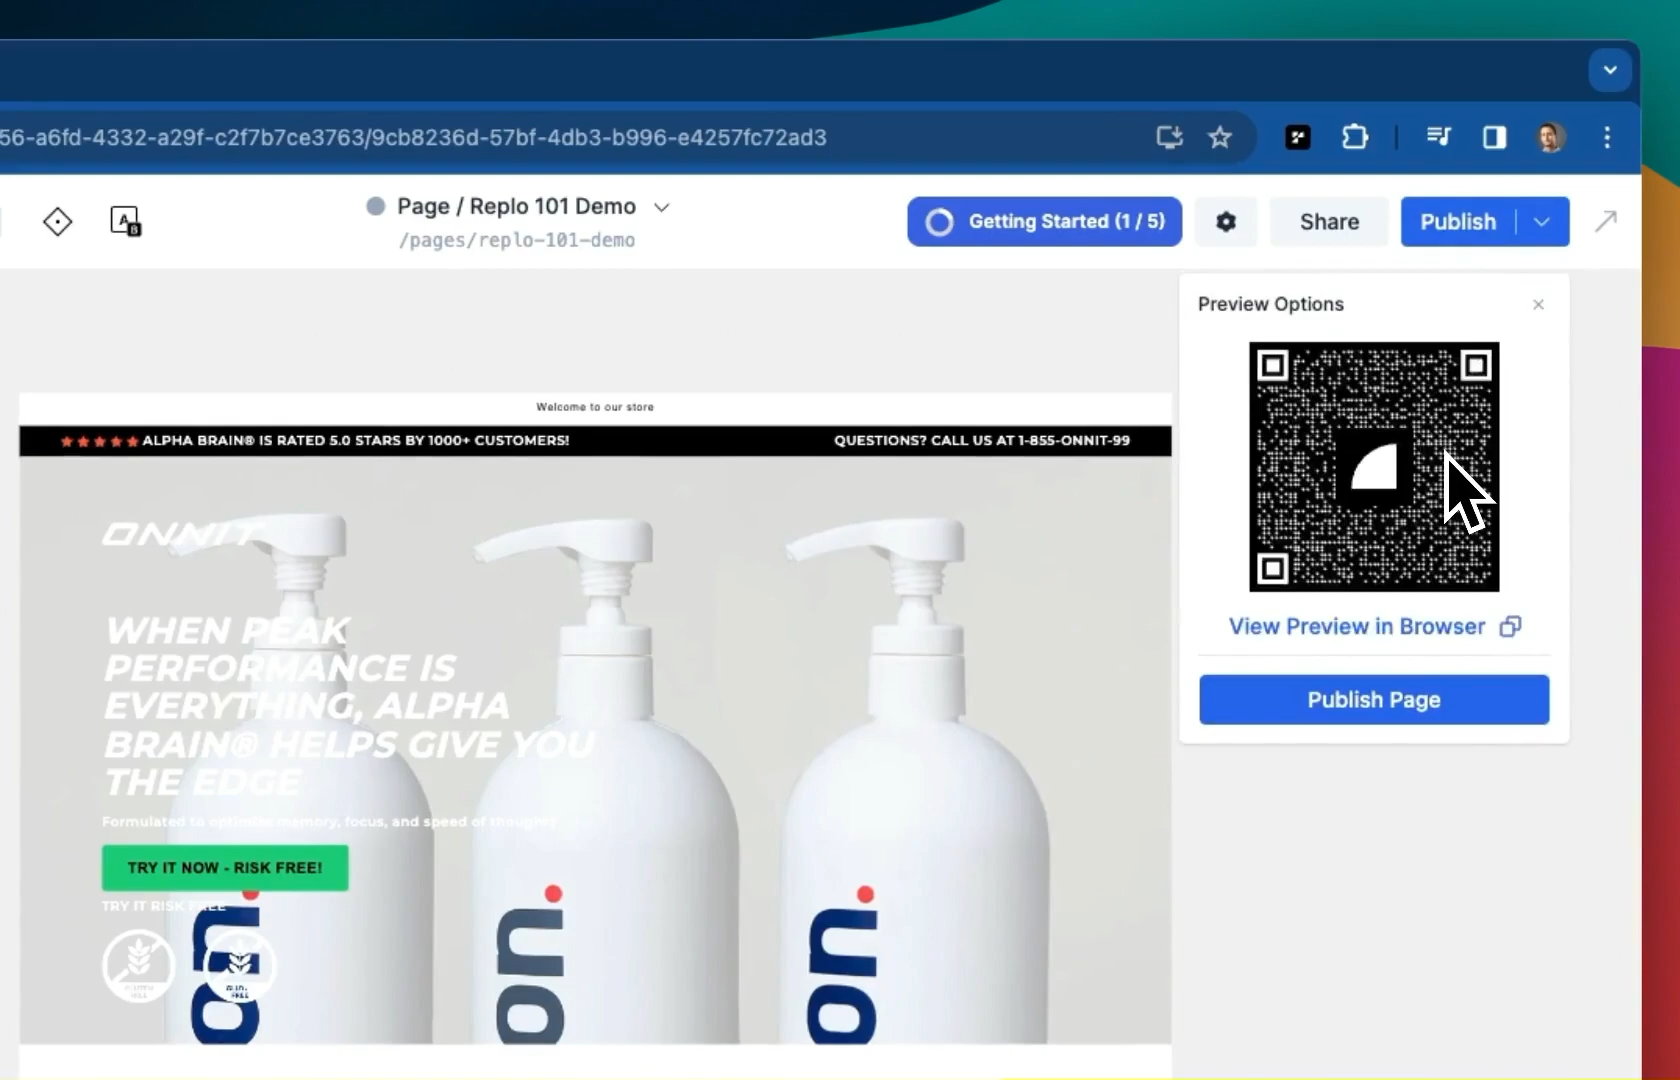 56-a6fd-4332-a29f-c2f7b7ce3763/9cb8236d-57bf-4db3-b996-e4257fc72ad3
Page / Replo 101 Demo
/pages/replo-101-demo
Getting Started (1 / 5)
Share
Publish
Preview Options
View Preview in Browser
Publish Page
Welcome to our store
ALPHA BRAIN® IS RATED 5.0 STARS BY 1000+ CUSTOMERS!
QUESTIONS? CALL US AT 1-855-ONNIT-99
ONNIT
WHEN PEAK
PERFORMANCE IS
EVERYTHING, ALPHA
BRAIN® HELPS GIVE YOU
THE EDGE
Formulated to optimize memory, focus, and speed of thought
TRY IT NOW - RISK FREE!
TRY IT RISK FREE
on.
on.
on.